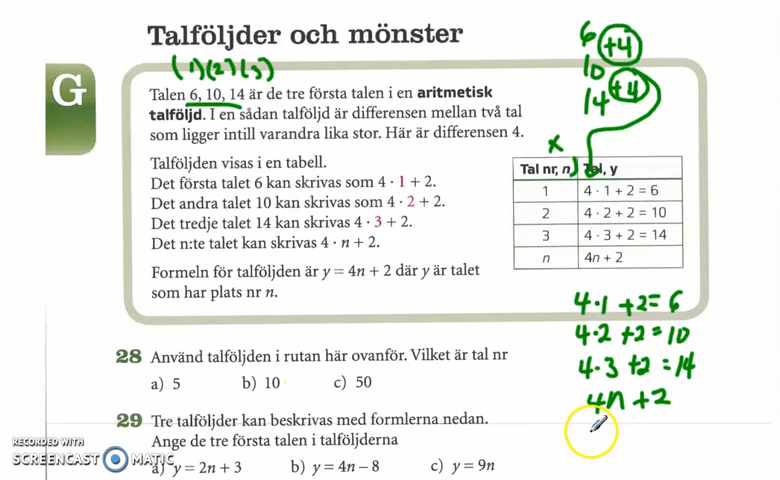 Talföljder och mönster
6 +4
10
14 +4
(1) (2) (3)
G
Talen 6, 10, 14 är de tre första talen i en aritmetisk
talföljd. I en sådan talföljd är differensen mellan två tal
som ligger intill varandra lika stor. Här är differensen 4.
Talföljden visas i en tabell.
Det första talet 6 kan skrivas som 4 · 1 + 2.
Det andra talet 10 kan skrivas som 4 · 2 + 2.
Det tredje talet 14 kan skrivas 4 · 3 + 2.
Det n:te talet kan skrivas 4 · n + 2.
Formeln för talföljden är y = 4n + 2 där y är talet
som har plats nr n.
x
Tal nr, n Tal, y
1 4 · 1 + 2 = 6
2 4 · 2 + 2 = 10
3 4 · 3 + 2 = 14
n 4n + 2
4·1 +2=6
4·2 +2=10
4·3 +2=14
4n +2
28 Använd talföljden i rutan här ovanför. Vilket är tal nr
a) 5 b) 10 c) 50
29 Tre talföljder kan beskrivas med formlerna nedan.
Ange de tre första talen i talföljderna
a) y = 2n + 3 b) y = 4n – 8 c) y = 9n
RECORDED WITH
SCREENCAST MATIC